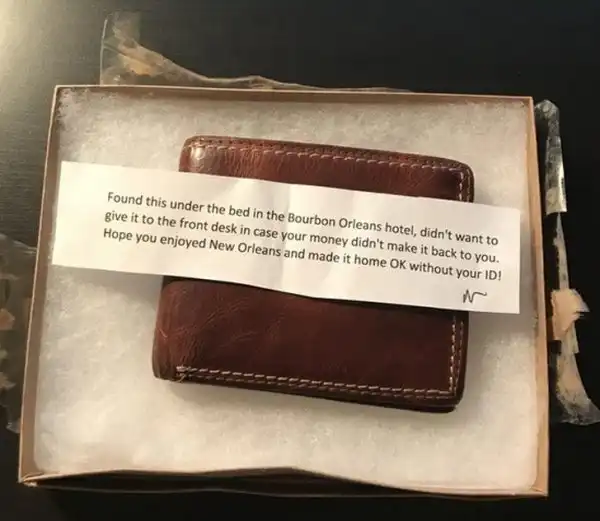 Found this under the bed in the Bourbon Orleans hotel, didn't want to
give it to the front desk in case your money didn't make it back to you.
Hope you enjoyed New Orleans and made it home OK without your ID!